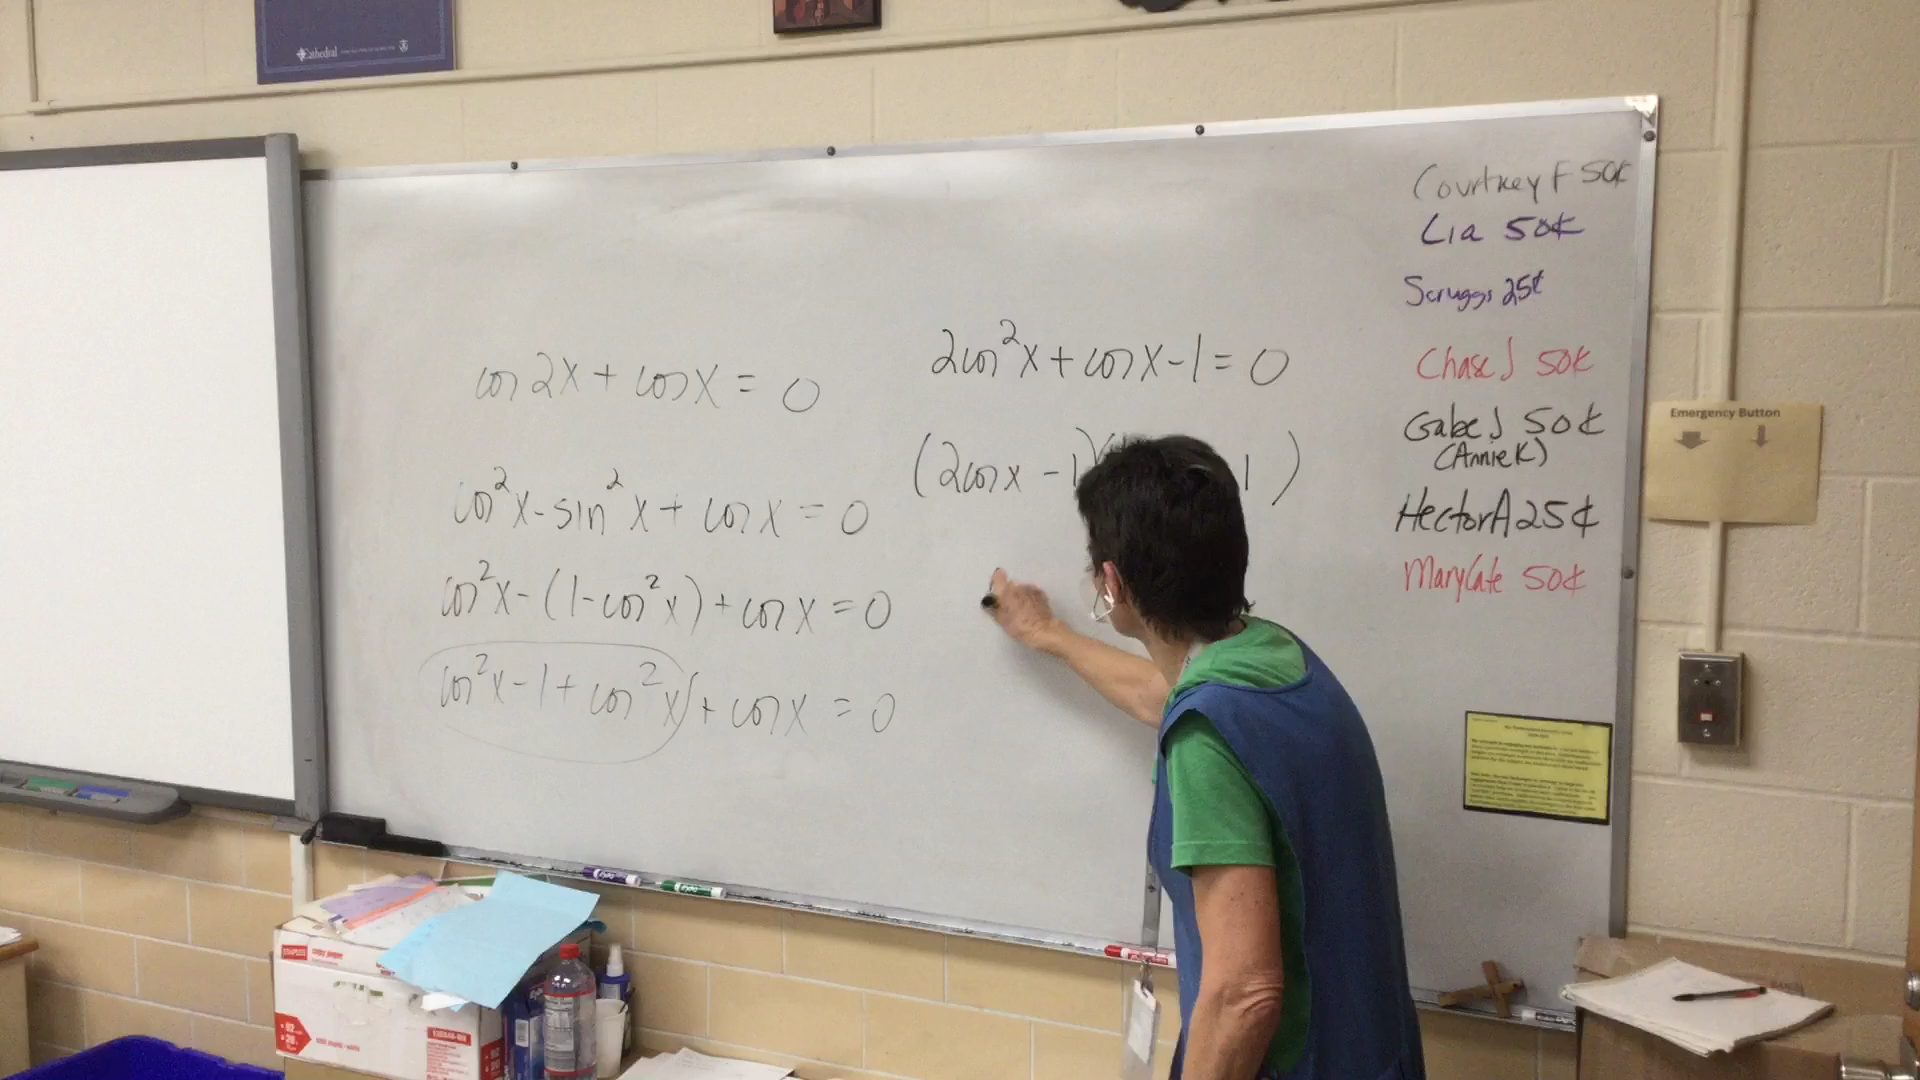 Cathedral
cos 2x + cos x = 0
cos²x - sin²x + cos x = 0
cos²x - (1 - cos²x) + cos x = 0
cos²x - 1 + cos²x + cos x = 0
2cos²x + cos x - 1 = 0
(2cos x - 1)( 1 )
Courtney F 50¢
Lia 50¢
Scruggs 25¢
Chase J 50¢
Gabe J 50¢
(Annie K)
Hector A 25¢
MaryCate 50¢
Emergency Button